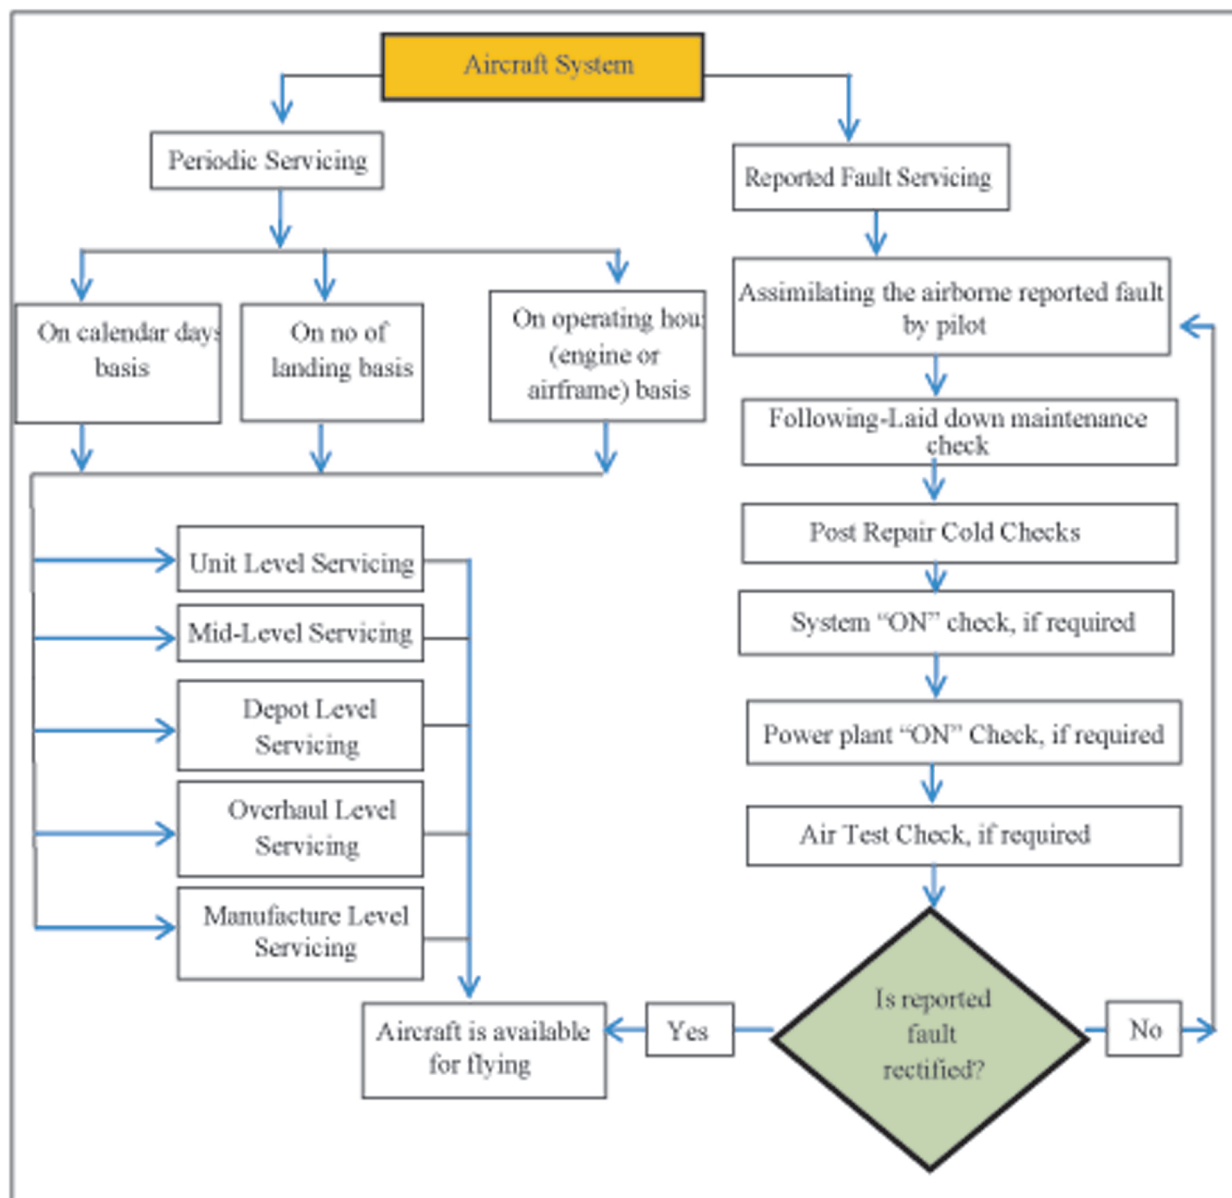 Aircraft System
Periodic Servicing
Reported Fault Servicing
On calendar days
basis
On no of
landing basis
On operating hou
(engine or
airframe) basis
Assimilating the airborne reported fault
by pilot
Following-Laid down maintenance
check
Post Repair Cold Checks
System “ON” check, if required
Power plant “ON” Check, if required
Air Test Check, if required
Unit Level Servicing
Mid-Level Servicing
Depot Level
Servicing
Overhaul Level
Servicing
Manufacture Level
Servicing
Is reported
fault
rectified?
Yes
No
Aircraft is available
for flying